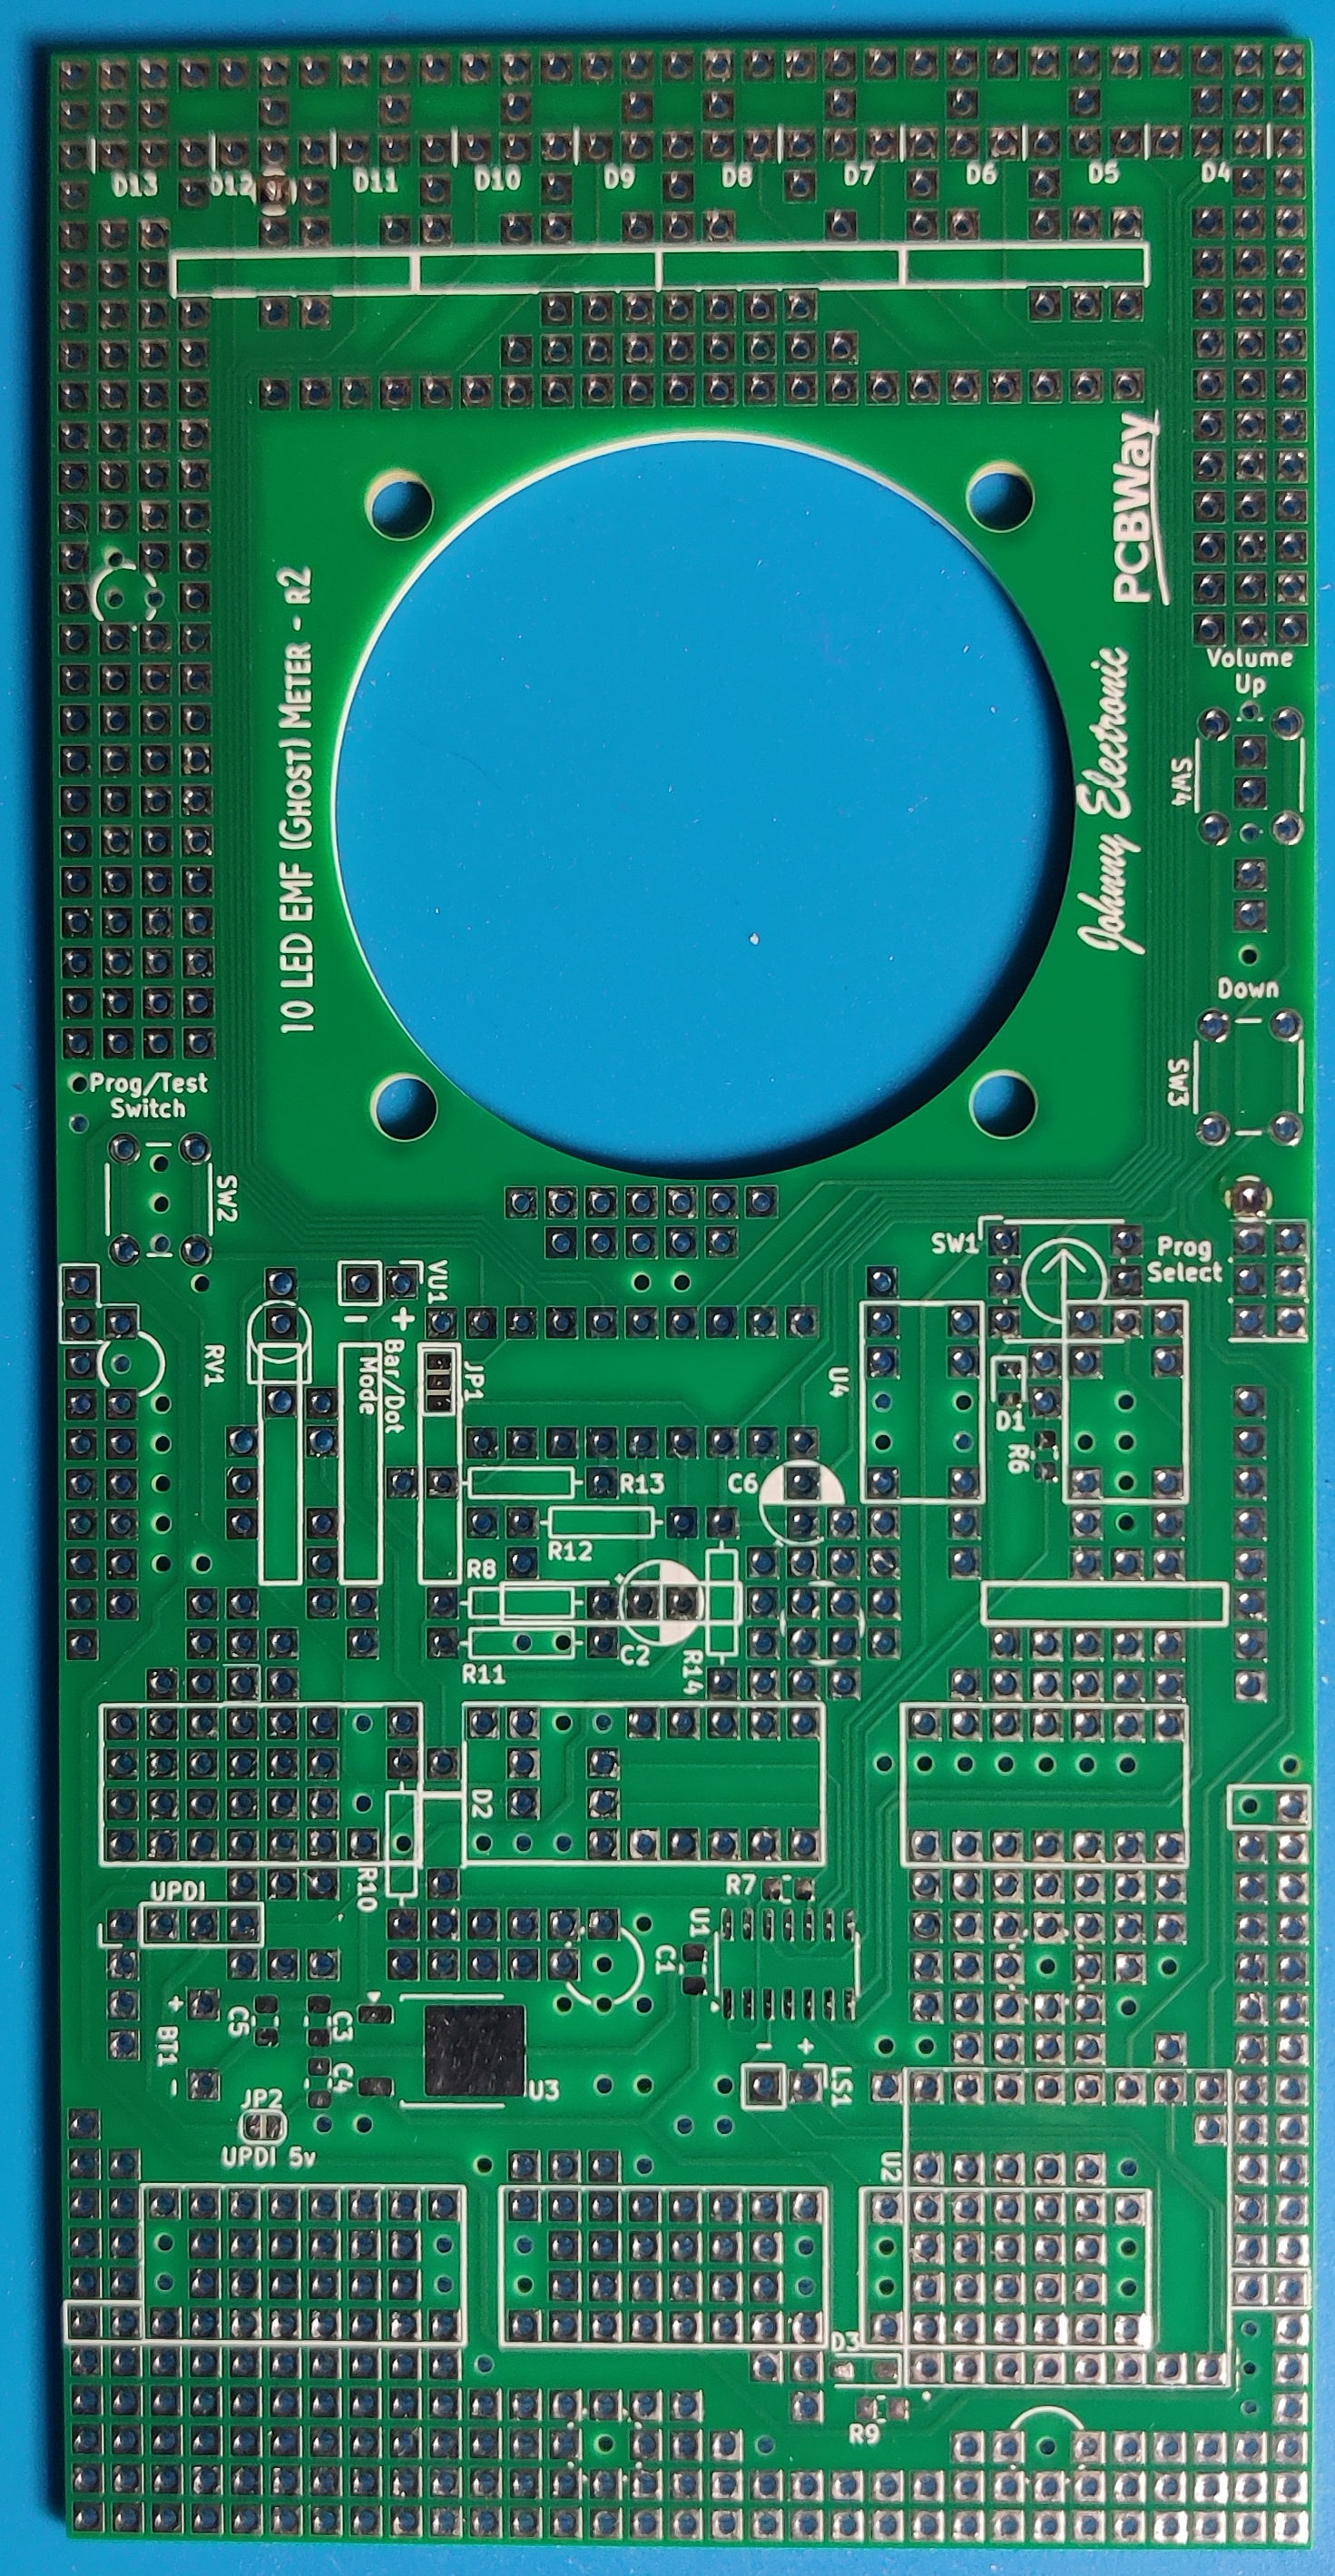 D13
D12
D11
D10
D9
D8
D7
D6
D5
D4
PCBWay
10 LED EMF (GHOST) METER - R2
Johnny Electronic
Volume
Up
SW4
Down
SW3
Prog/Test
Switch
SW2
SW1
Prog
Select
VU1
- +
RV1
Bar/Dot
Mode
JP1
U4
D1
R6
R13
C6
R12
R8
R11
C2
R14
D2
R10
UPDI
R7
U1
C1
+
BT1
-
C5
C3
C4
U3
JP2
UPDI 5v
- +
LS1
U2
D3
R9